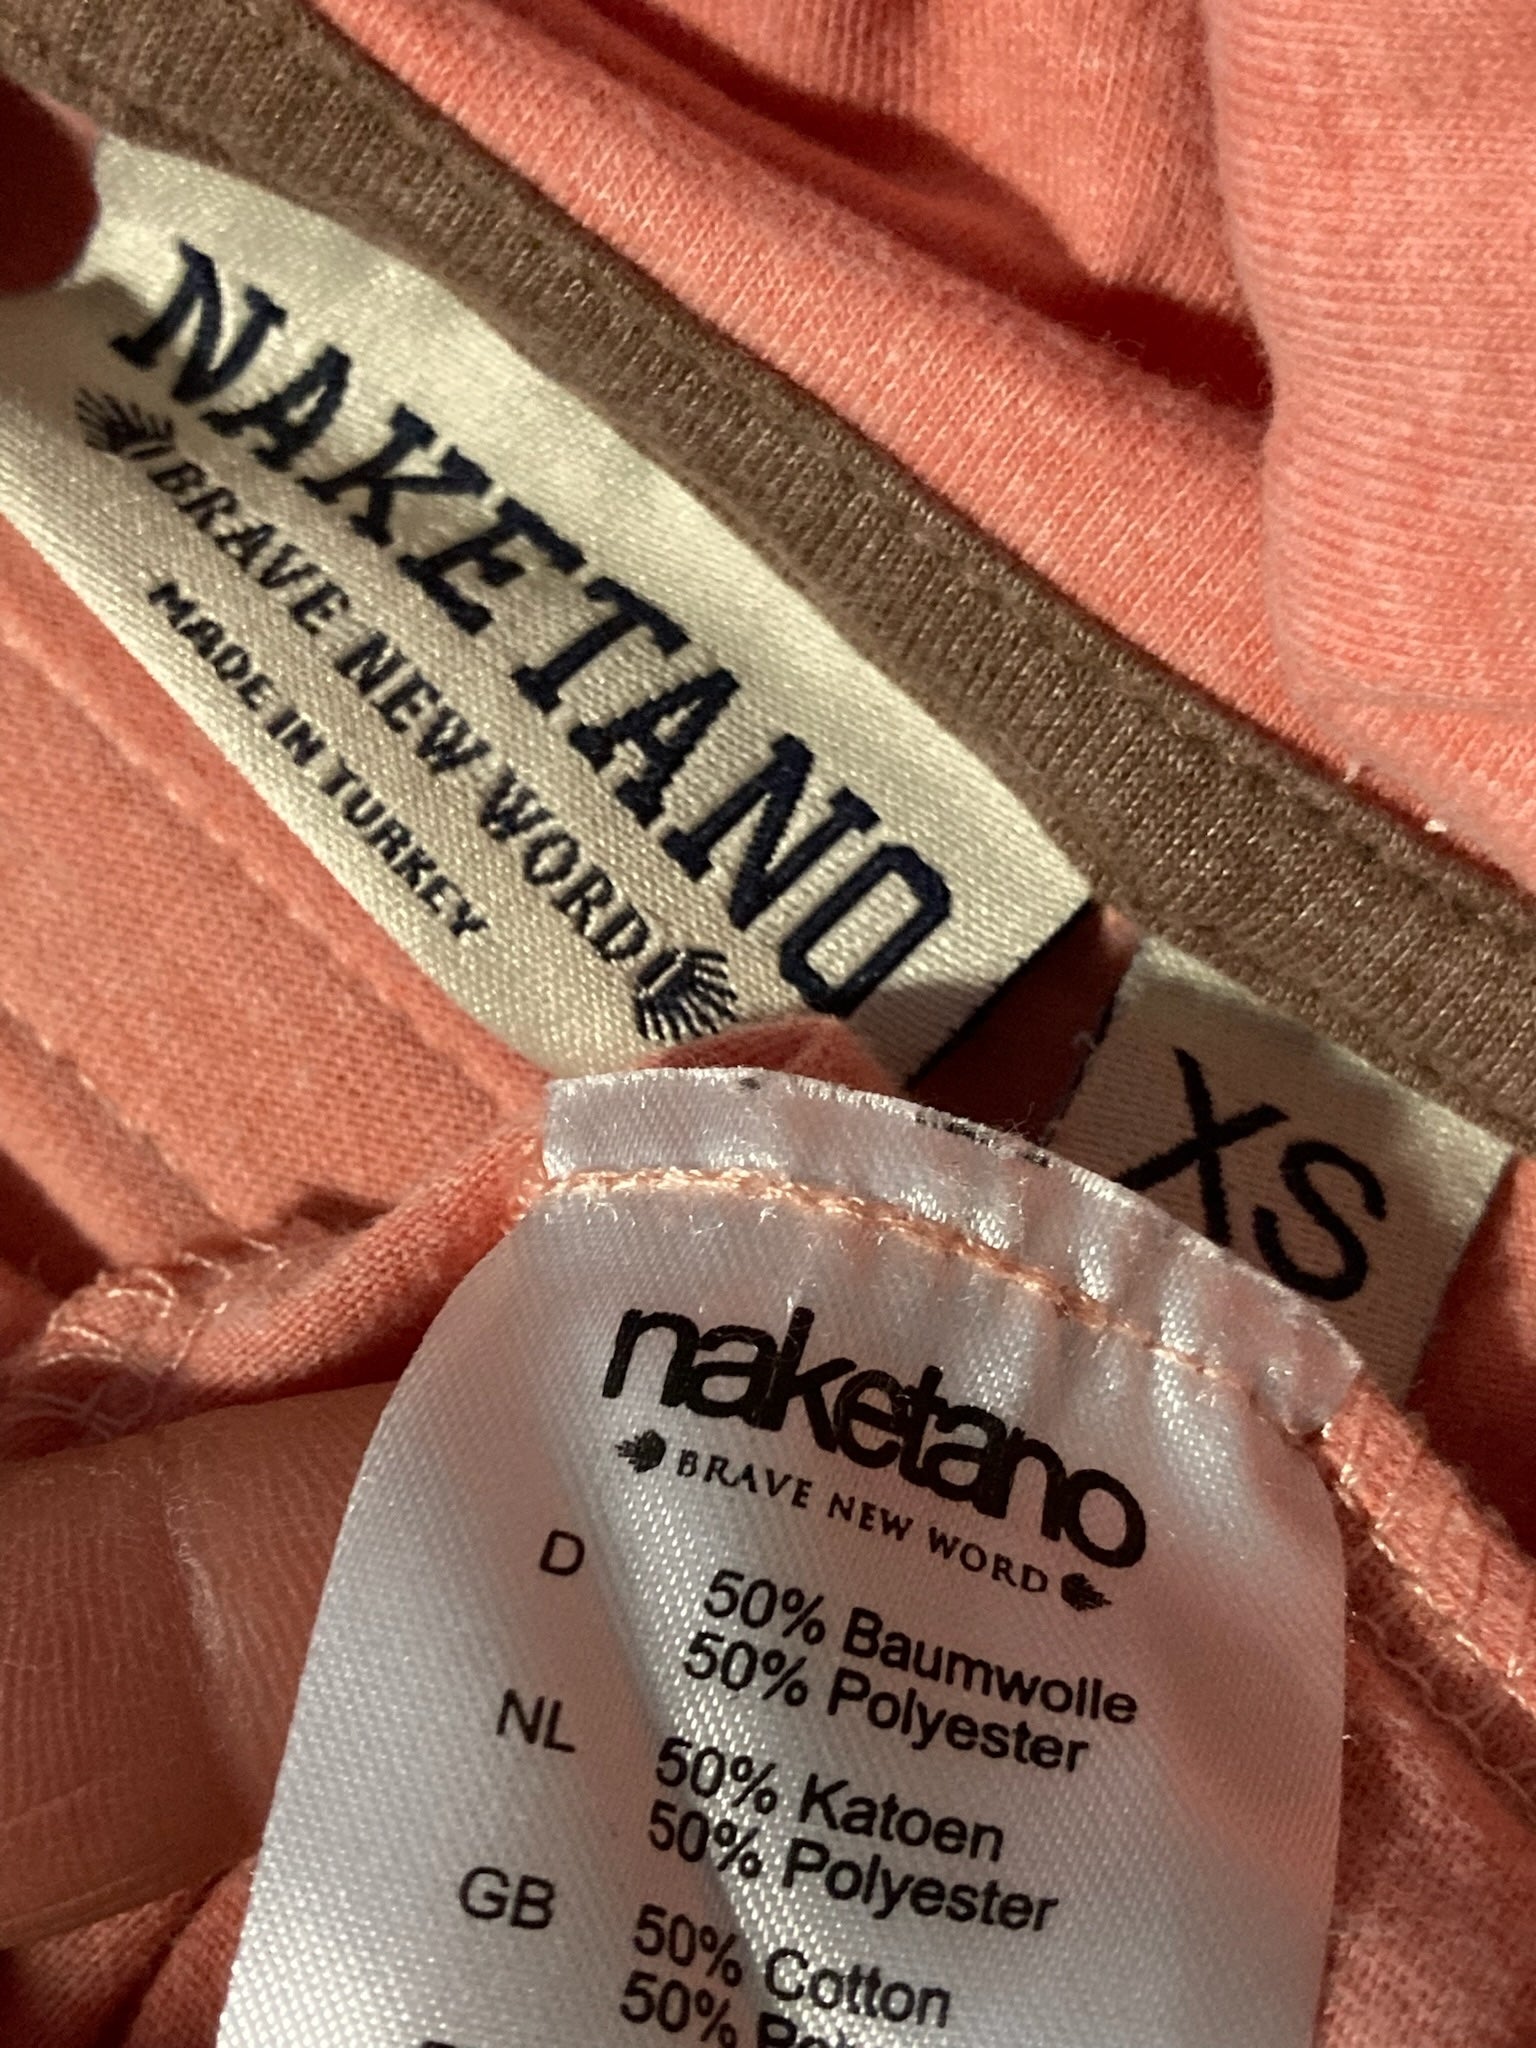 NAKETANO
BRAVE NEW WORD
MADE IN TURKEY
XS
naketano
BRAVE NEW WORD
D 50% Baumwolle
50% Polyester
NL 50% Katoen
50% Polyester
GB 50% Cotton
50%